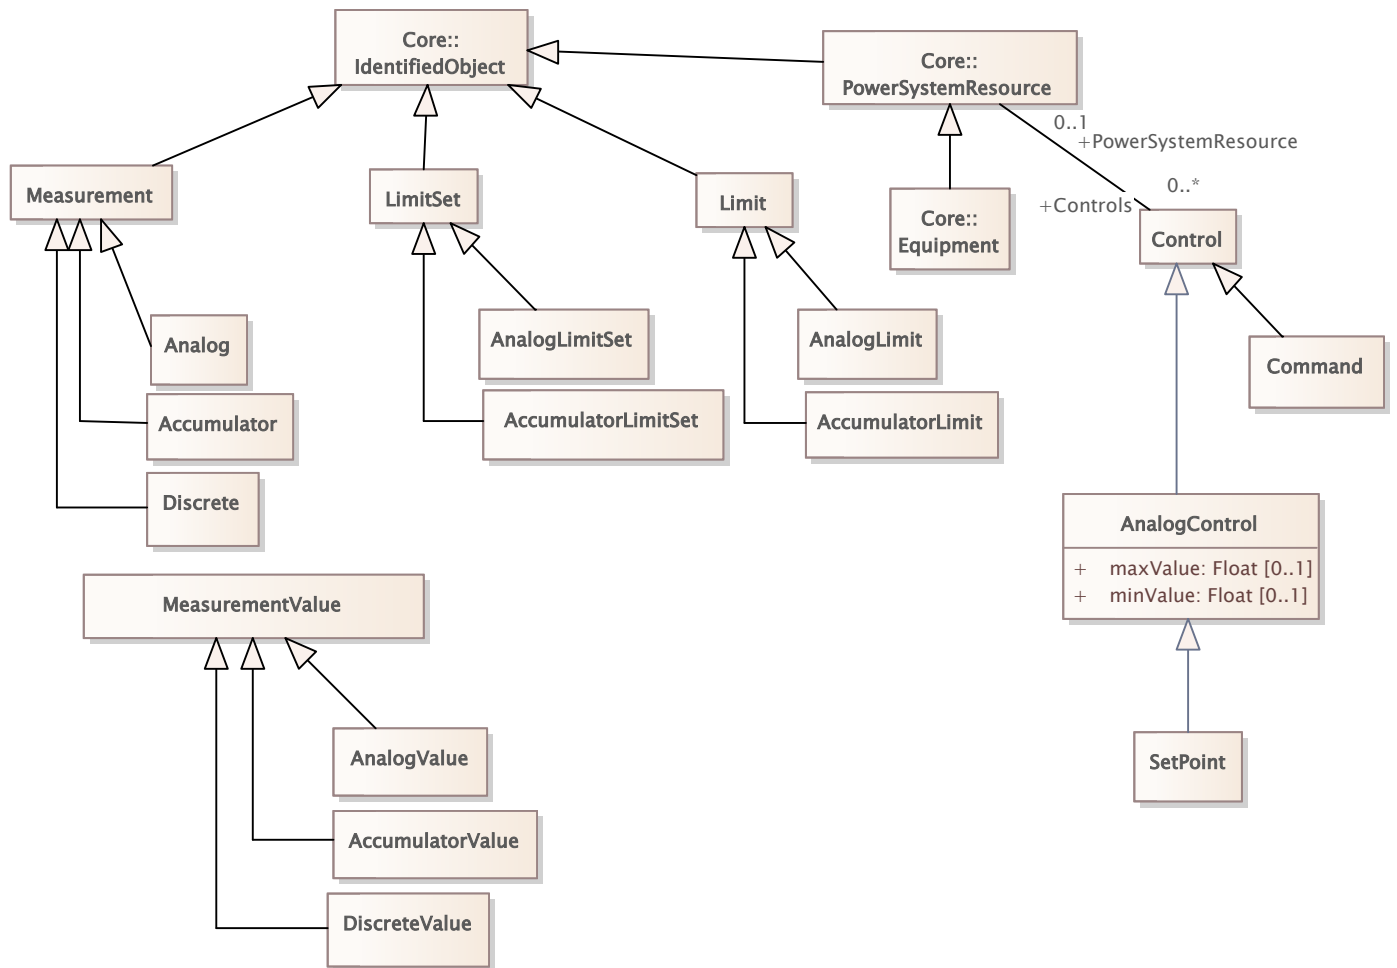 Core::
IdentifiedObject
Core::
PowerSystemResource
0..1
+PowerSystemResource
0..*
+Controls
Measurement
LimitSet
Limit
Core::
Equipment
Control
Analog
AnalogLimitSet
AnalogLimit
Command
Accumulator
AccumulatorLimitSet
AccumulatorLimit
Discrete
AnalogControl
+ maxValue: Float [0..1]
+ minValue: Float [0..1]
MeasurementValue
AnalogValue
SetPoint
AccumulatorValue
DiscreteValue